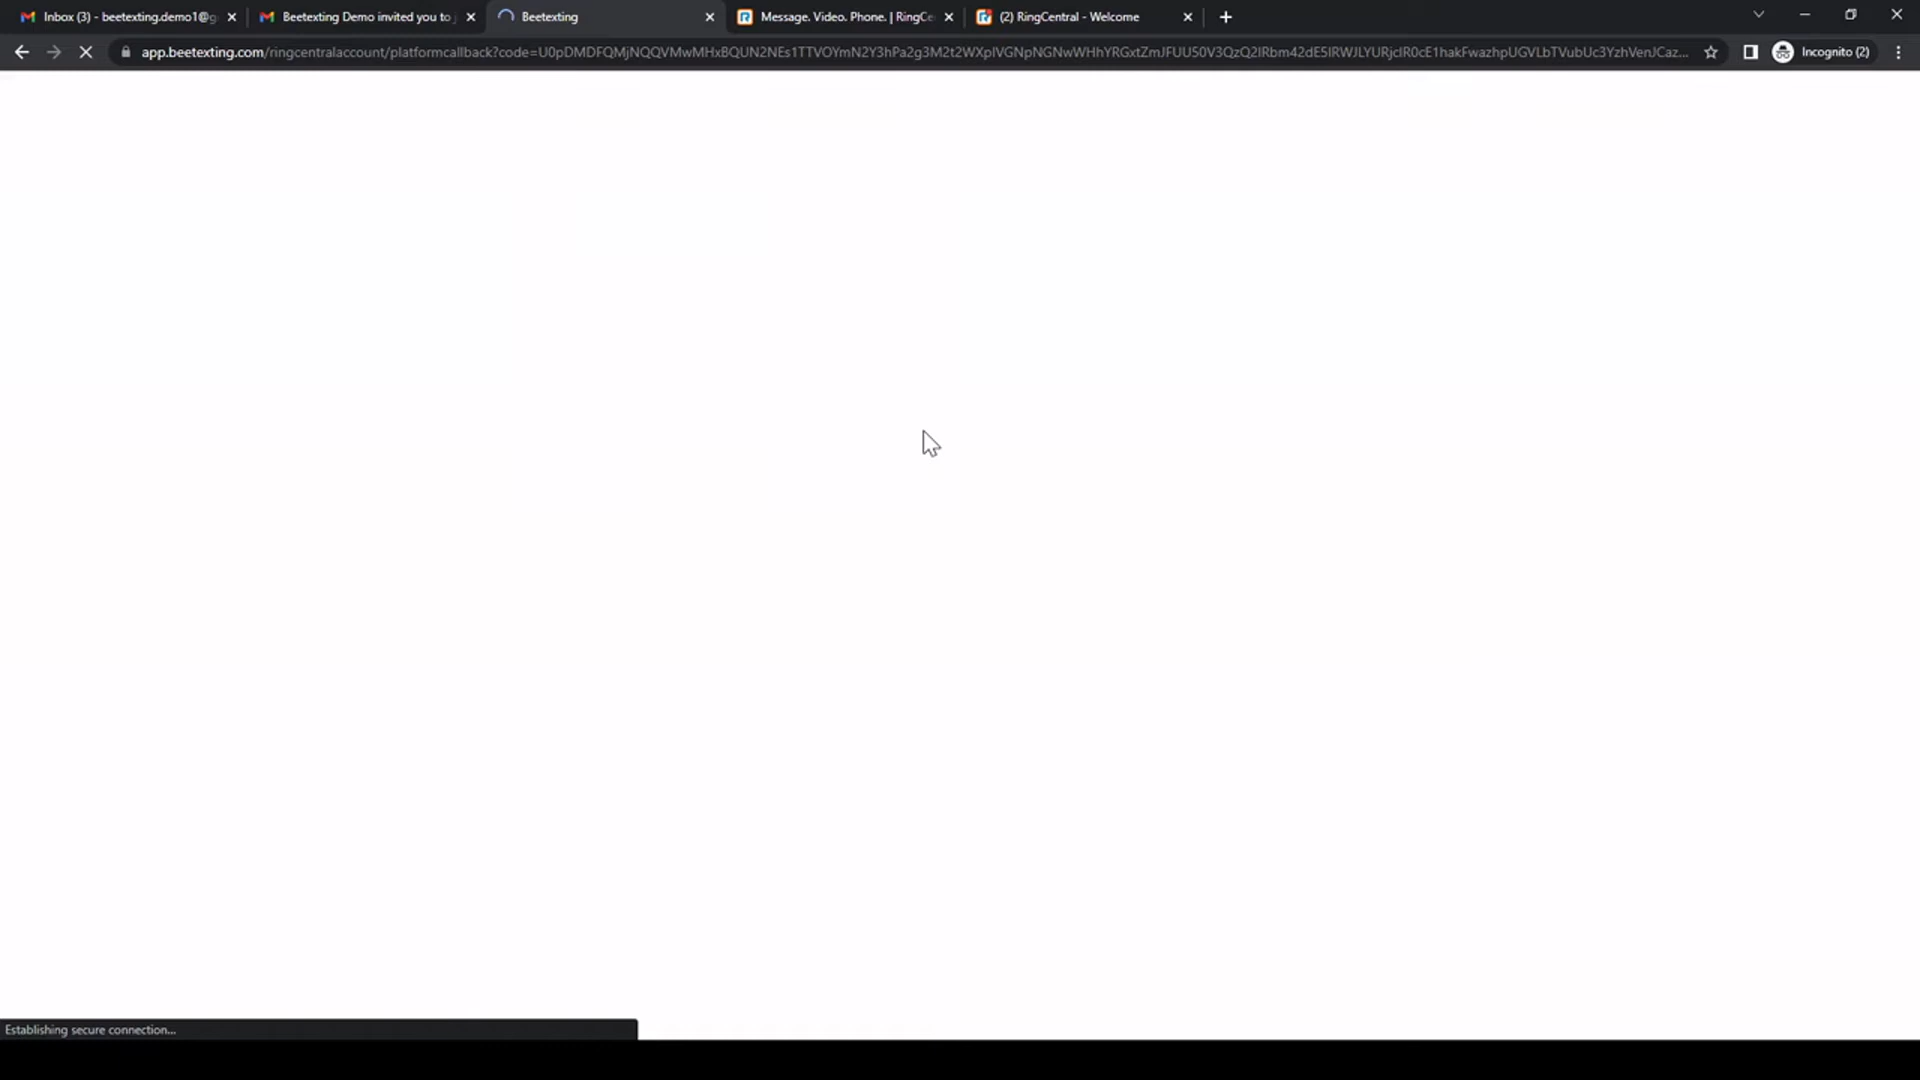 Inbox (3) - beetexting.demo1@g
Beetexting Demo invited you to
Beetexting
Message. Video. Phone. | RingCe
(2) RingCentral - Welcome
app.beetexting.com/ringcentralaccount/platformcallback?code=
Incognito (2)
Establishing secure connection...